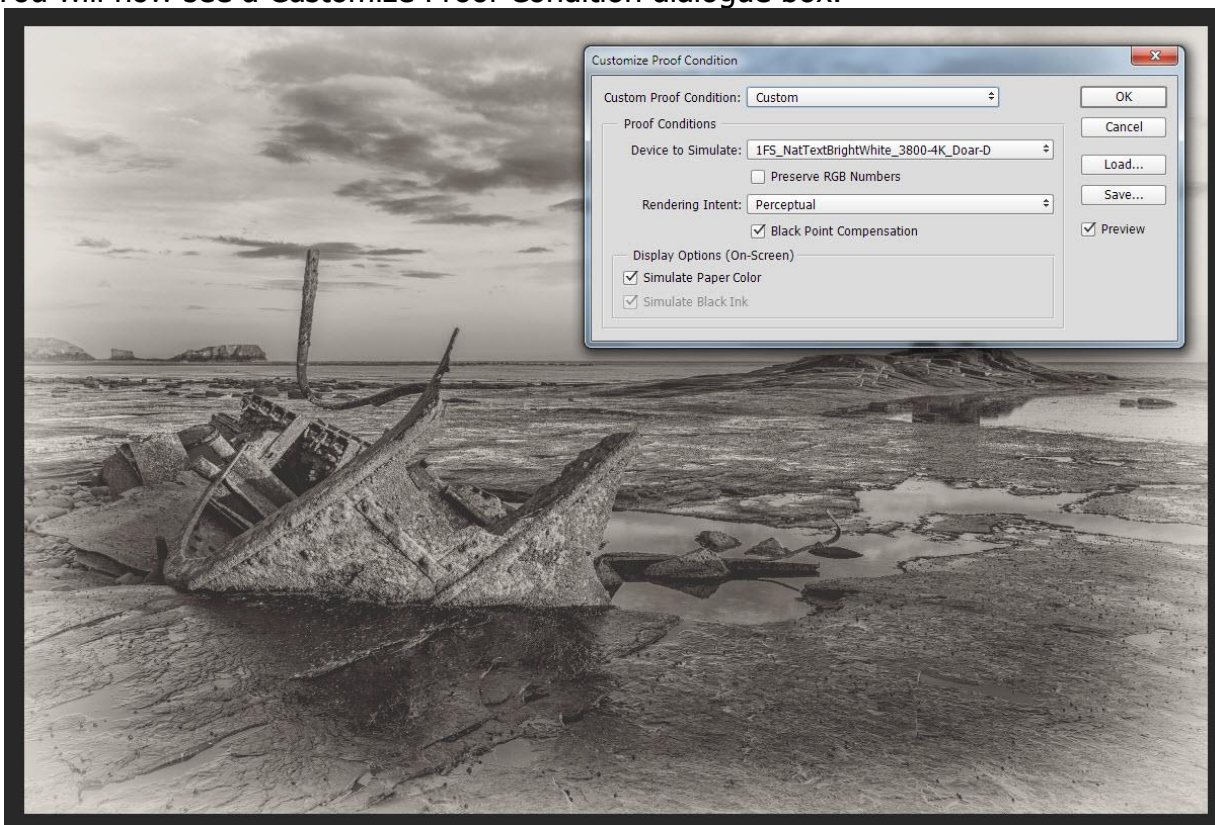 You will now see a Customize Proof Condition dialogue box.
Customize Proof Condition
Custom Proof Condition: Custom
OK
Proof Conditions
Cancel
Device to Simulate: 1FS_NatTextBrightWhite_3800-4K_Doar-D
Preserve RGB Numbers
Load...
Rendering Intent: Perceptual
Save...
Black Point Compensation
Preview
Display Options (On-Screen)
Simulate Paper Color
Simulate Black Ink